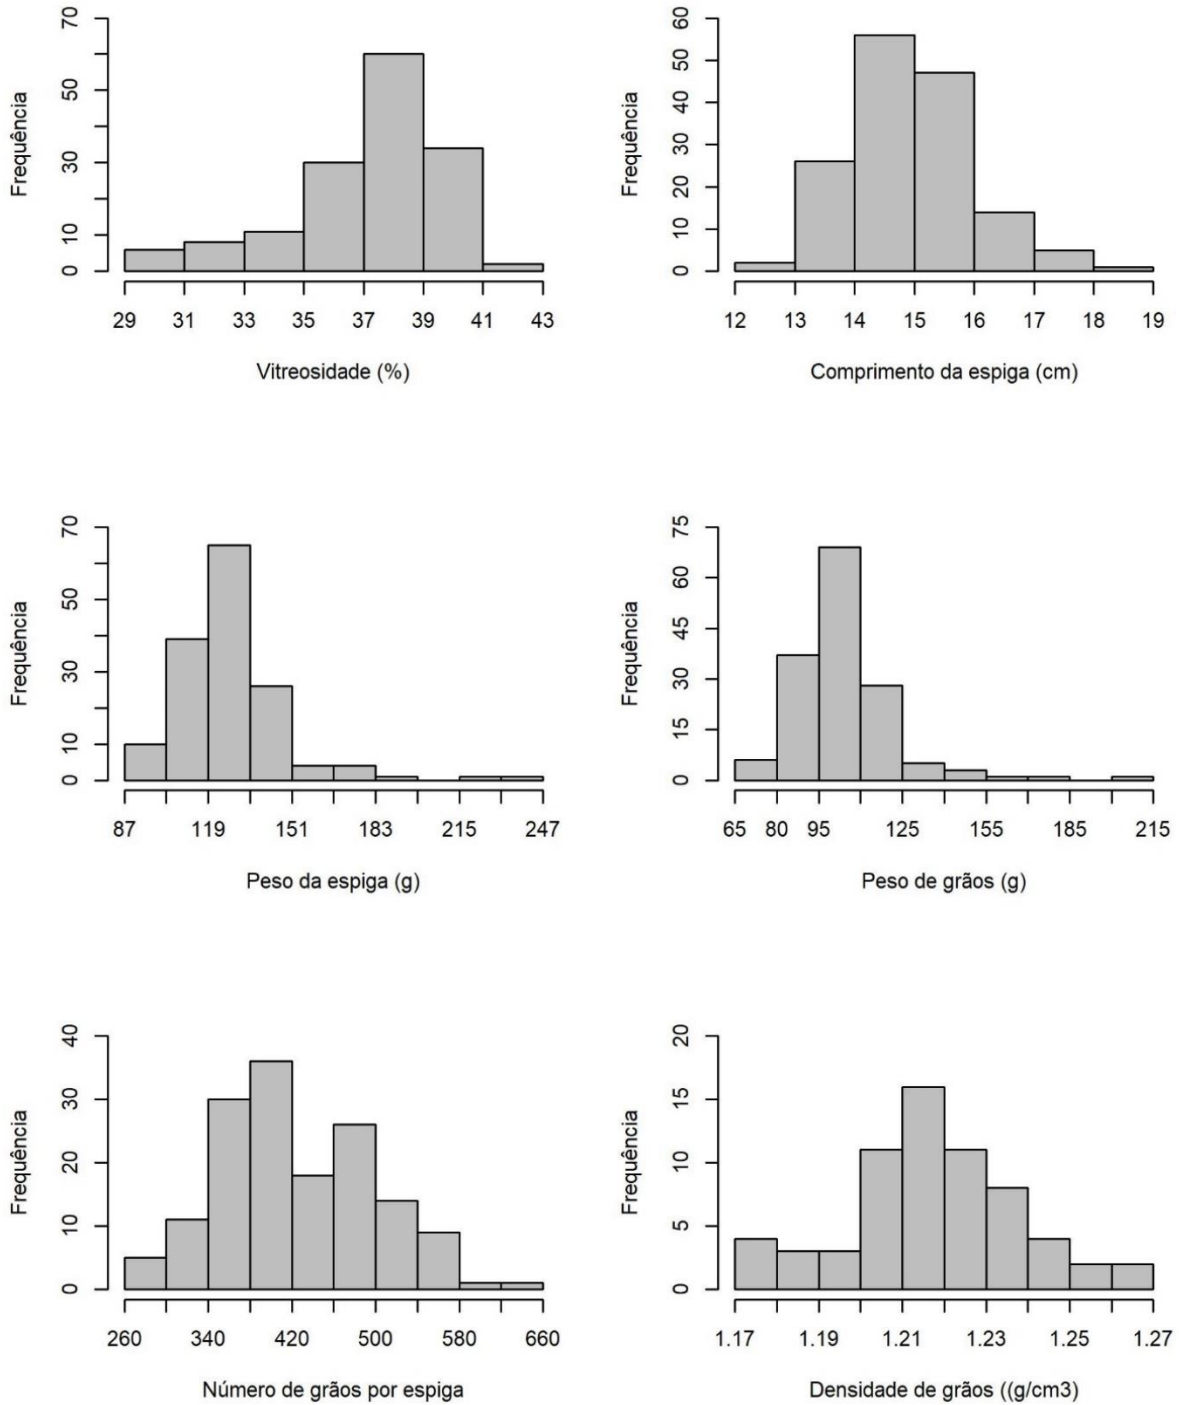 70
50
30
10
0
Frequência
29 31 33 35 37 39 41 43
Vitreosidade (%)
60
50
40
30
20
10
0
Frequência
12 13 14 15 16 17 18 19
Comprimento da espiga (cm)
70
50
30
10
0
Frequência
87 119 151 183 215 247
Peso da espiga (g)
75
60
45
30
15
0
Frequência
65 80 95 125 155 185 215
Peso de grãos (g)
40
30
20
10
0
Frequência
260 340 420 500 580 660
Número de grãos por espiga
20
15
10
5
0
Frequência
1.17 1.19 1.21 1.23 1.25 1.27
Densidade de grãos ((g/cm3)